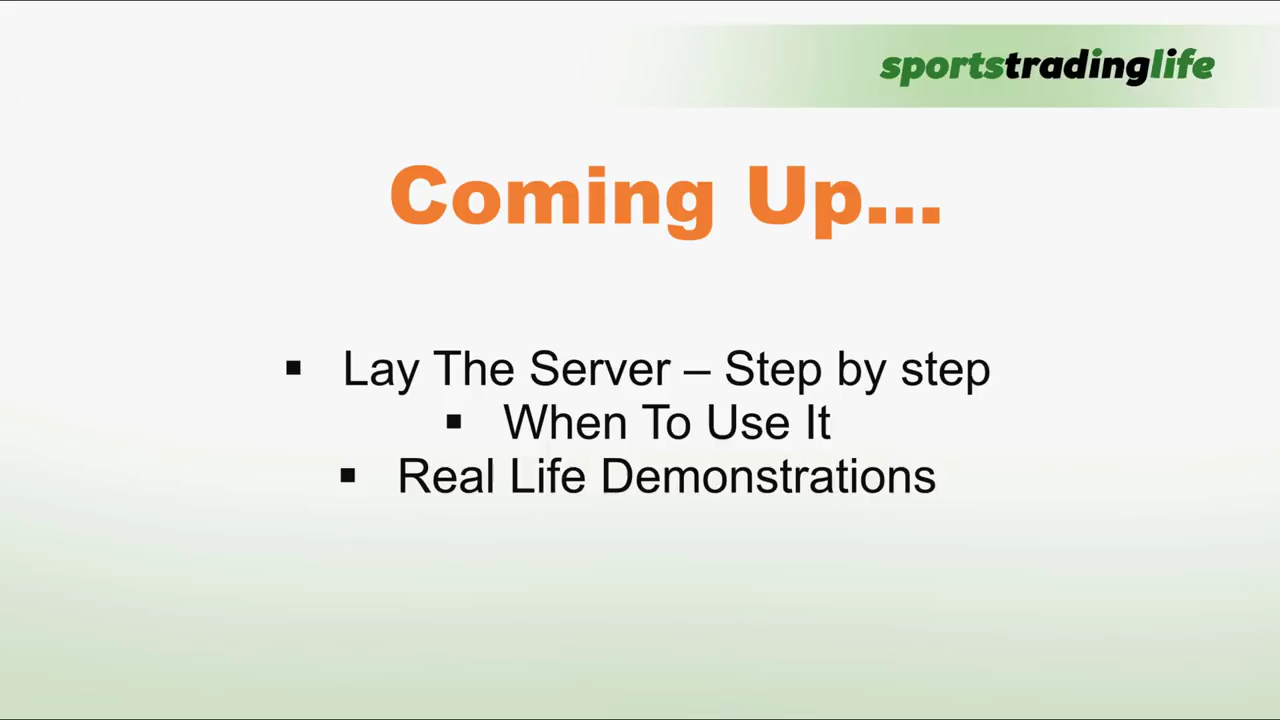 sportstradinglife
Coming Up...
▪ Lay The Server – Step by step
▪ When To Use It
▪ Real Life Demonstrations